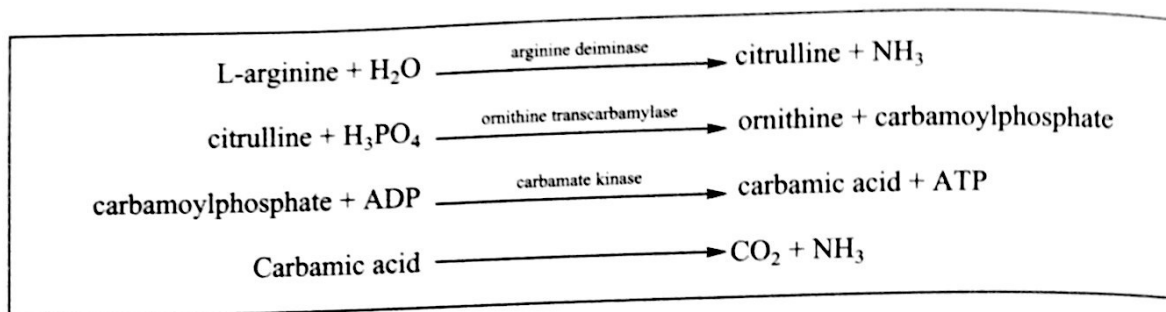 L-arginine + H₂O arginine deiminase citrulline + NH₃
citrulline + H₃PO₄ ornithine transcarbamylase ornithine + carbamoylphosphate
carbamoylphosphate + ADP carbamate kinase carbamic acid + ATP
Carbamic acid CO₂ + NH₃